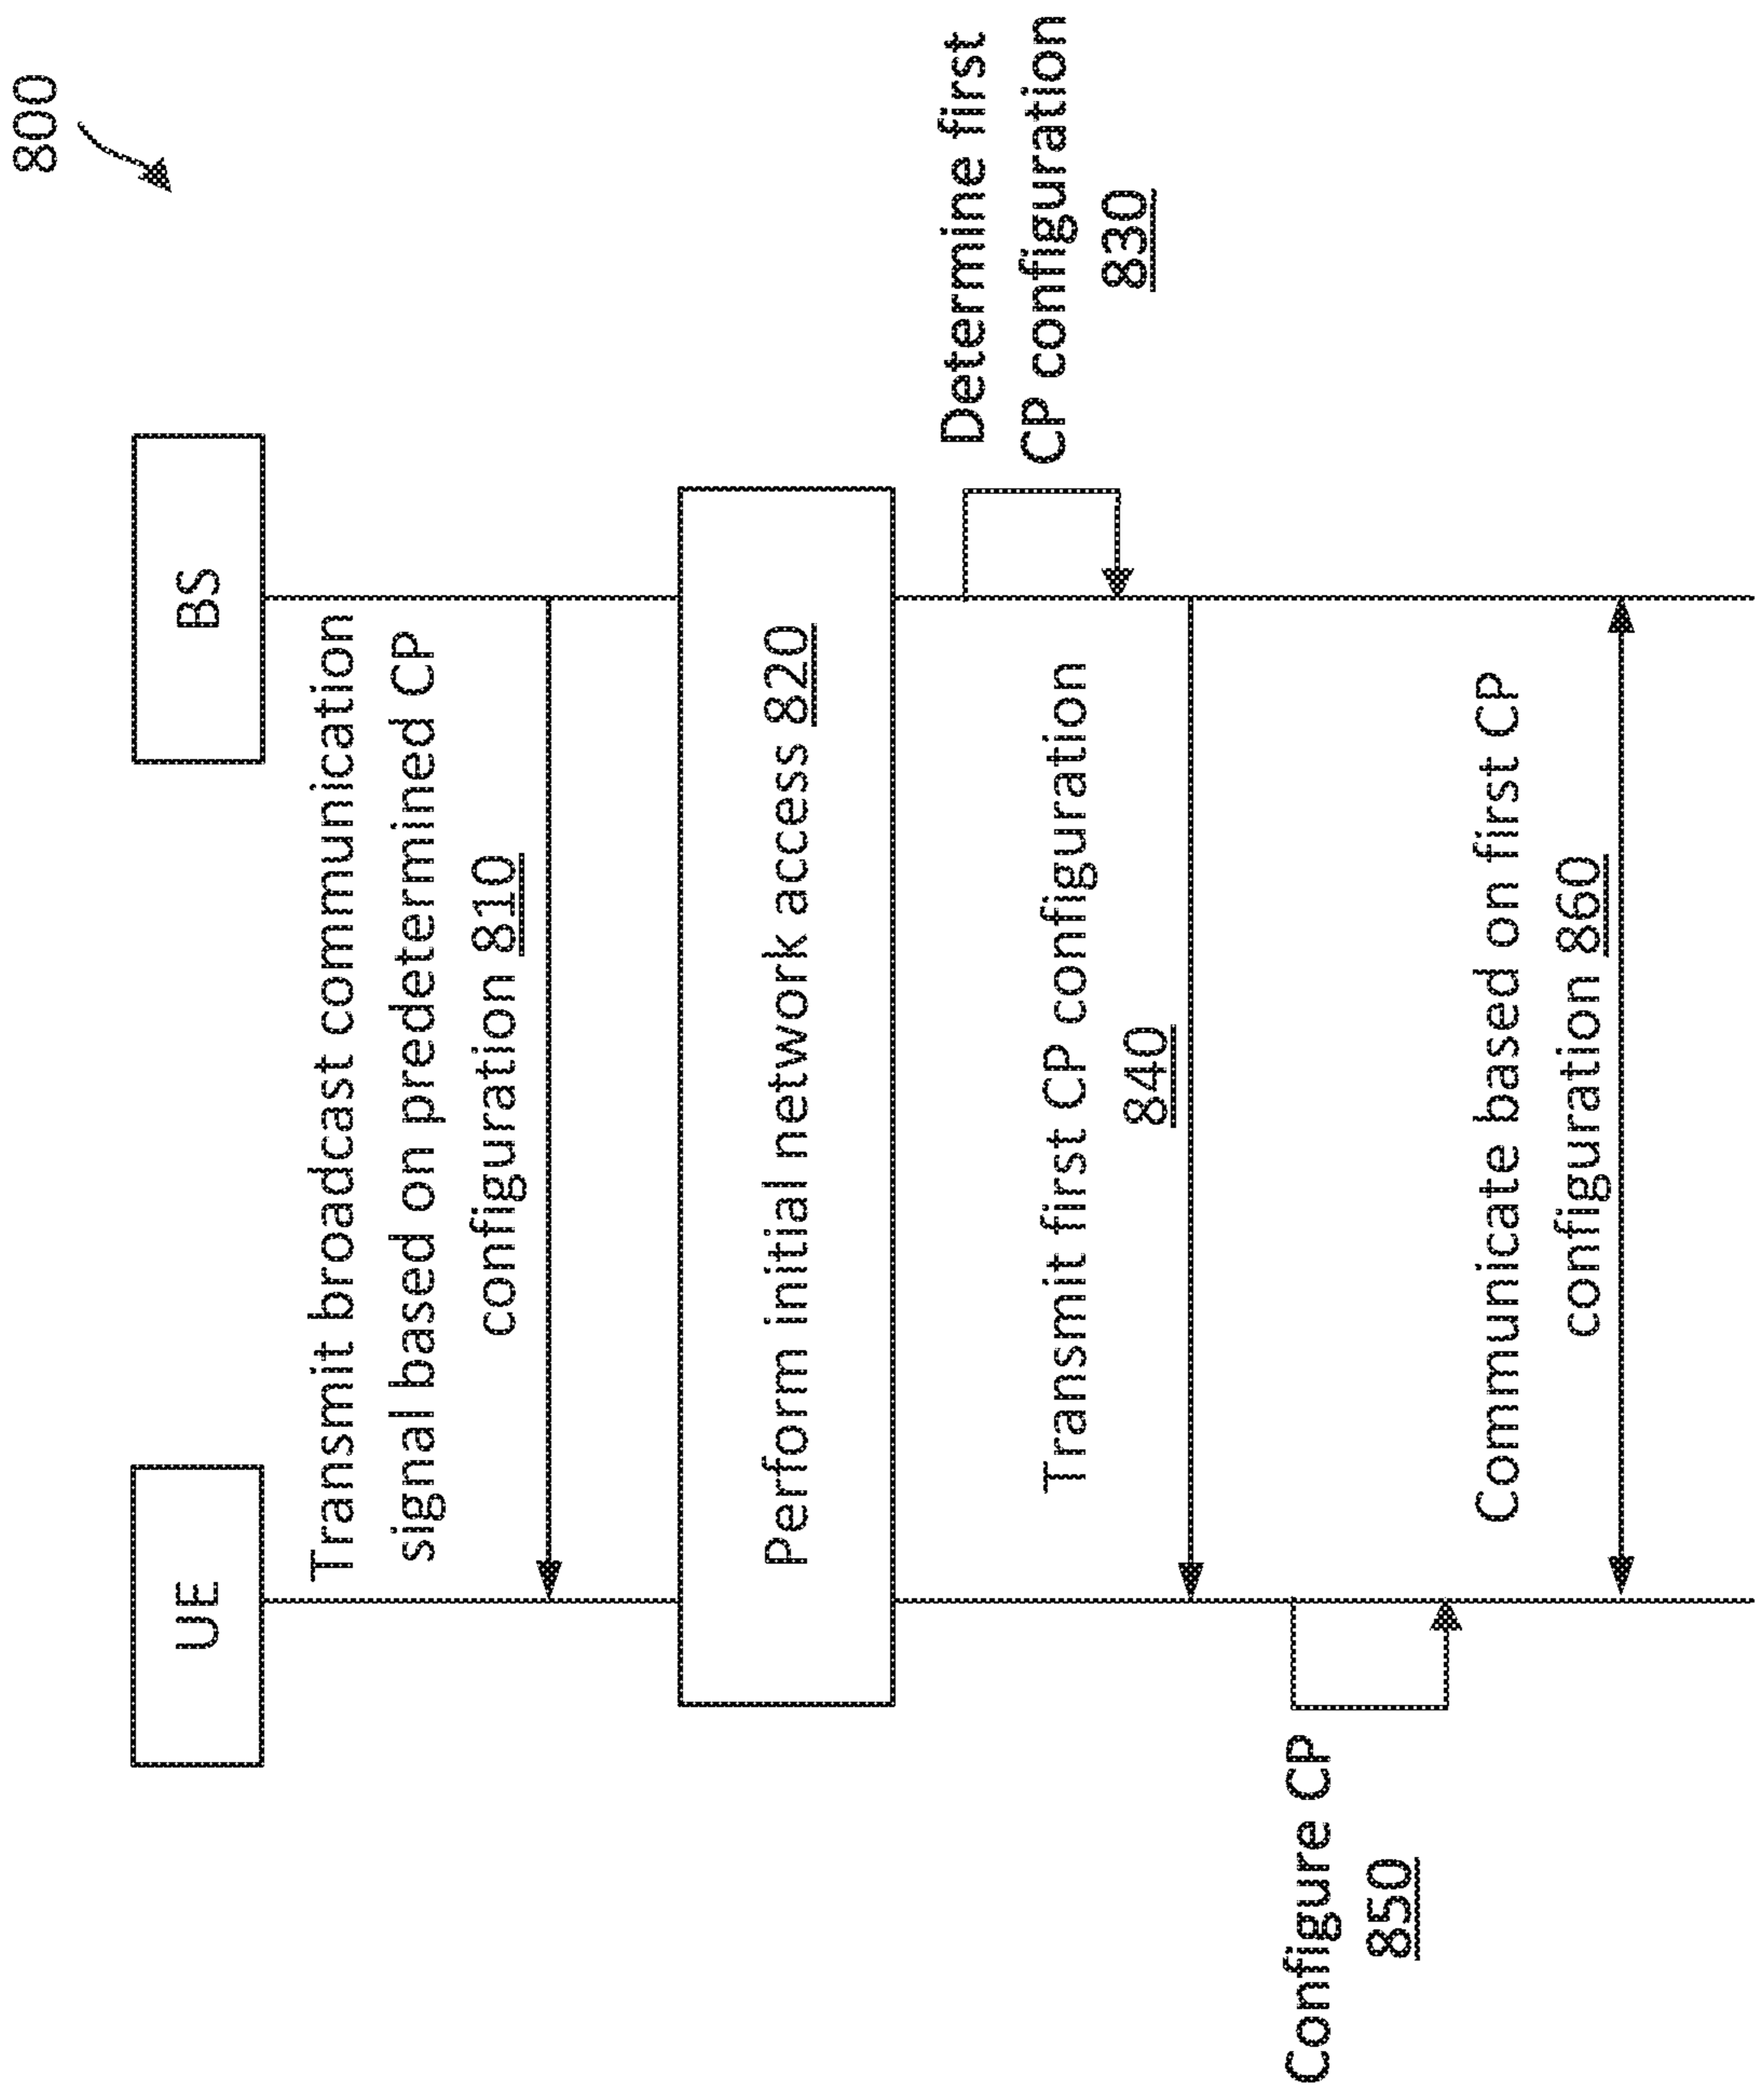 800
UE
BS
Transmit broadcast communication
signal based on predetermined CP
configuration 810
Perform initial network access 820
Determine first
CP configuration
830
Transmit first CP configuration
840
Configure CP
850
Communicate based on first CP
configuration 860